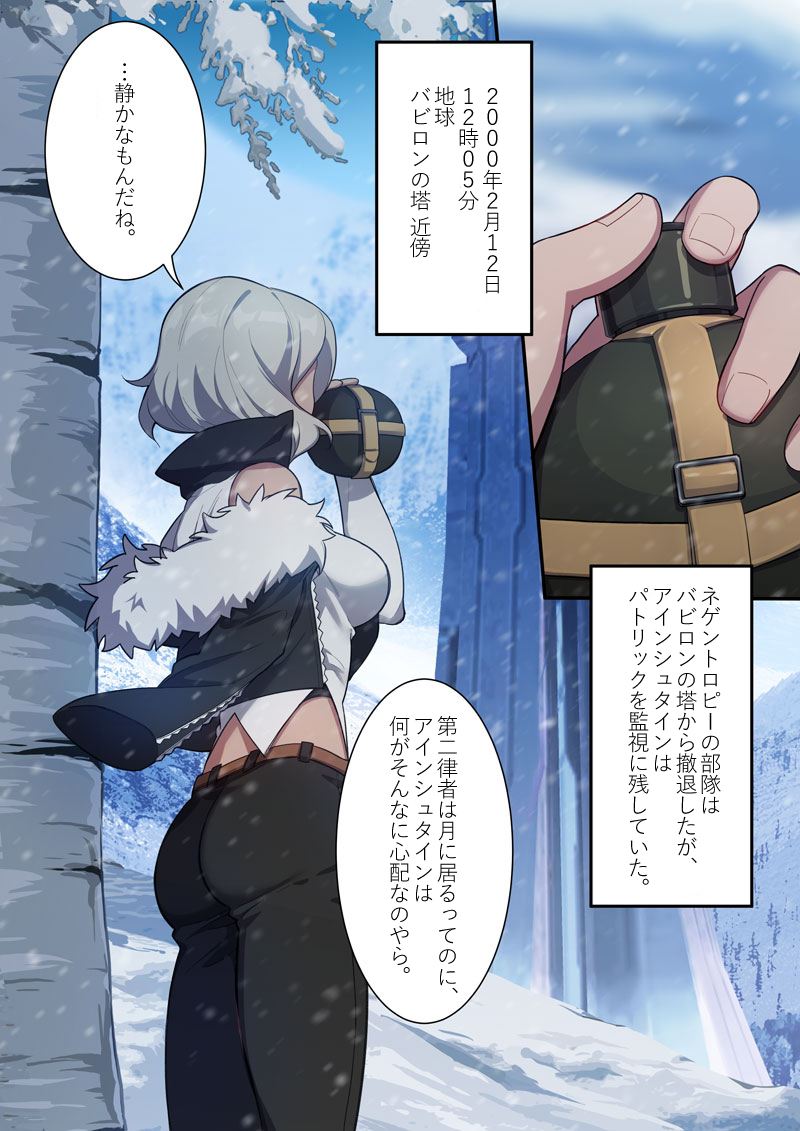 2000年2月12日
12時05分
地球
バビロンの塔 近傍
…静かなもんだね。
ネゲントロピーの部隊は
バビロンの塔から撤退したが、
アインシュタインは
パトリックを監視に残していた。
第二律者は月に居るってのに、
アインシュタインは
何がそんなに心配なのやら。